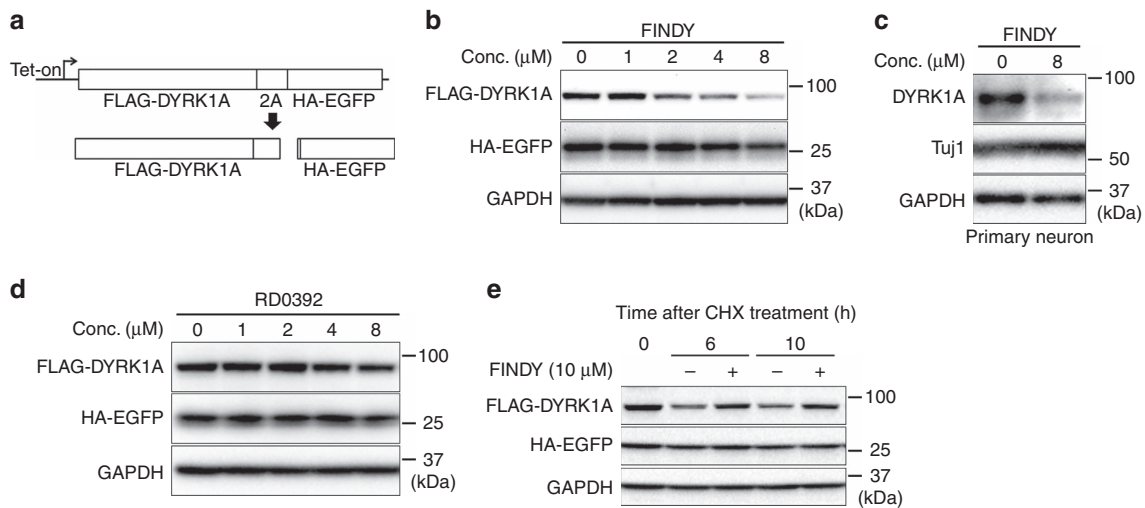 a
Tet-on
FLAG-DYRK1A 2A HA-EGFP
FLAG-DYRK1A HA-EGFP
b
FINDY
Conc. (μM) 0 1 2 4 8
FLAG-DYRK1A 100
HA-EGFP 25
GAPDH 37
(kDa)
c
FINDY
Conc. (μM) 0 8
DYRK1A 100
Tuj1 50
GAPDH 37
(kDa)
Primary neuron
d
RD0392
Conc. (μM) 0 1 2 4 8
FLAG-DYRK1A 100
HA-EGFP 25
GAPDH 37
(kDa)
e
Time after CHX treatment (h)
0 6 10
FINDY (10 μM) − + − +
FLAG-DYRK1A 100
HA-EGFP 25
GAPDH 37
(kDa)